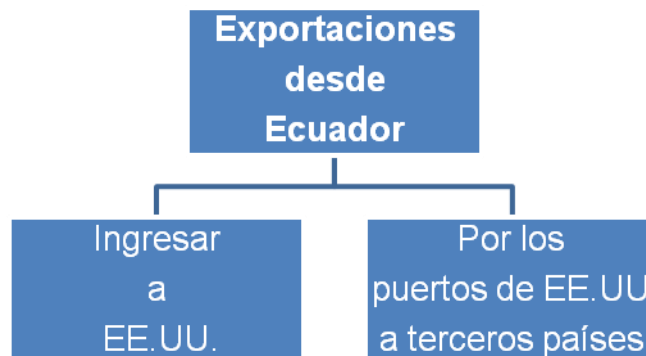 Exportaciones
desde
Ecuador
Ingresar
a
EE.UU.
Por los
puertos de EE.UU
a terceros países